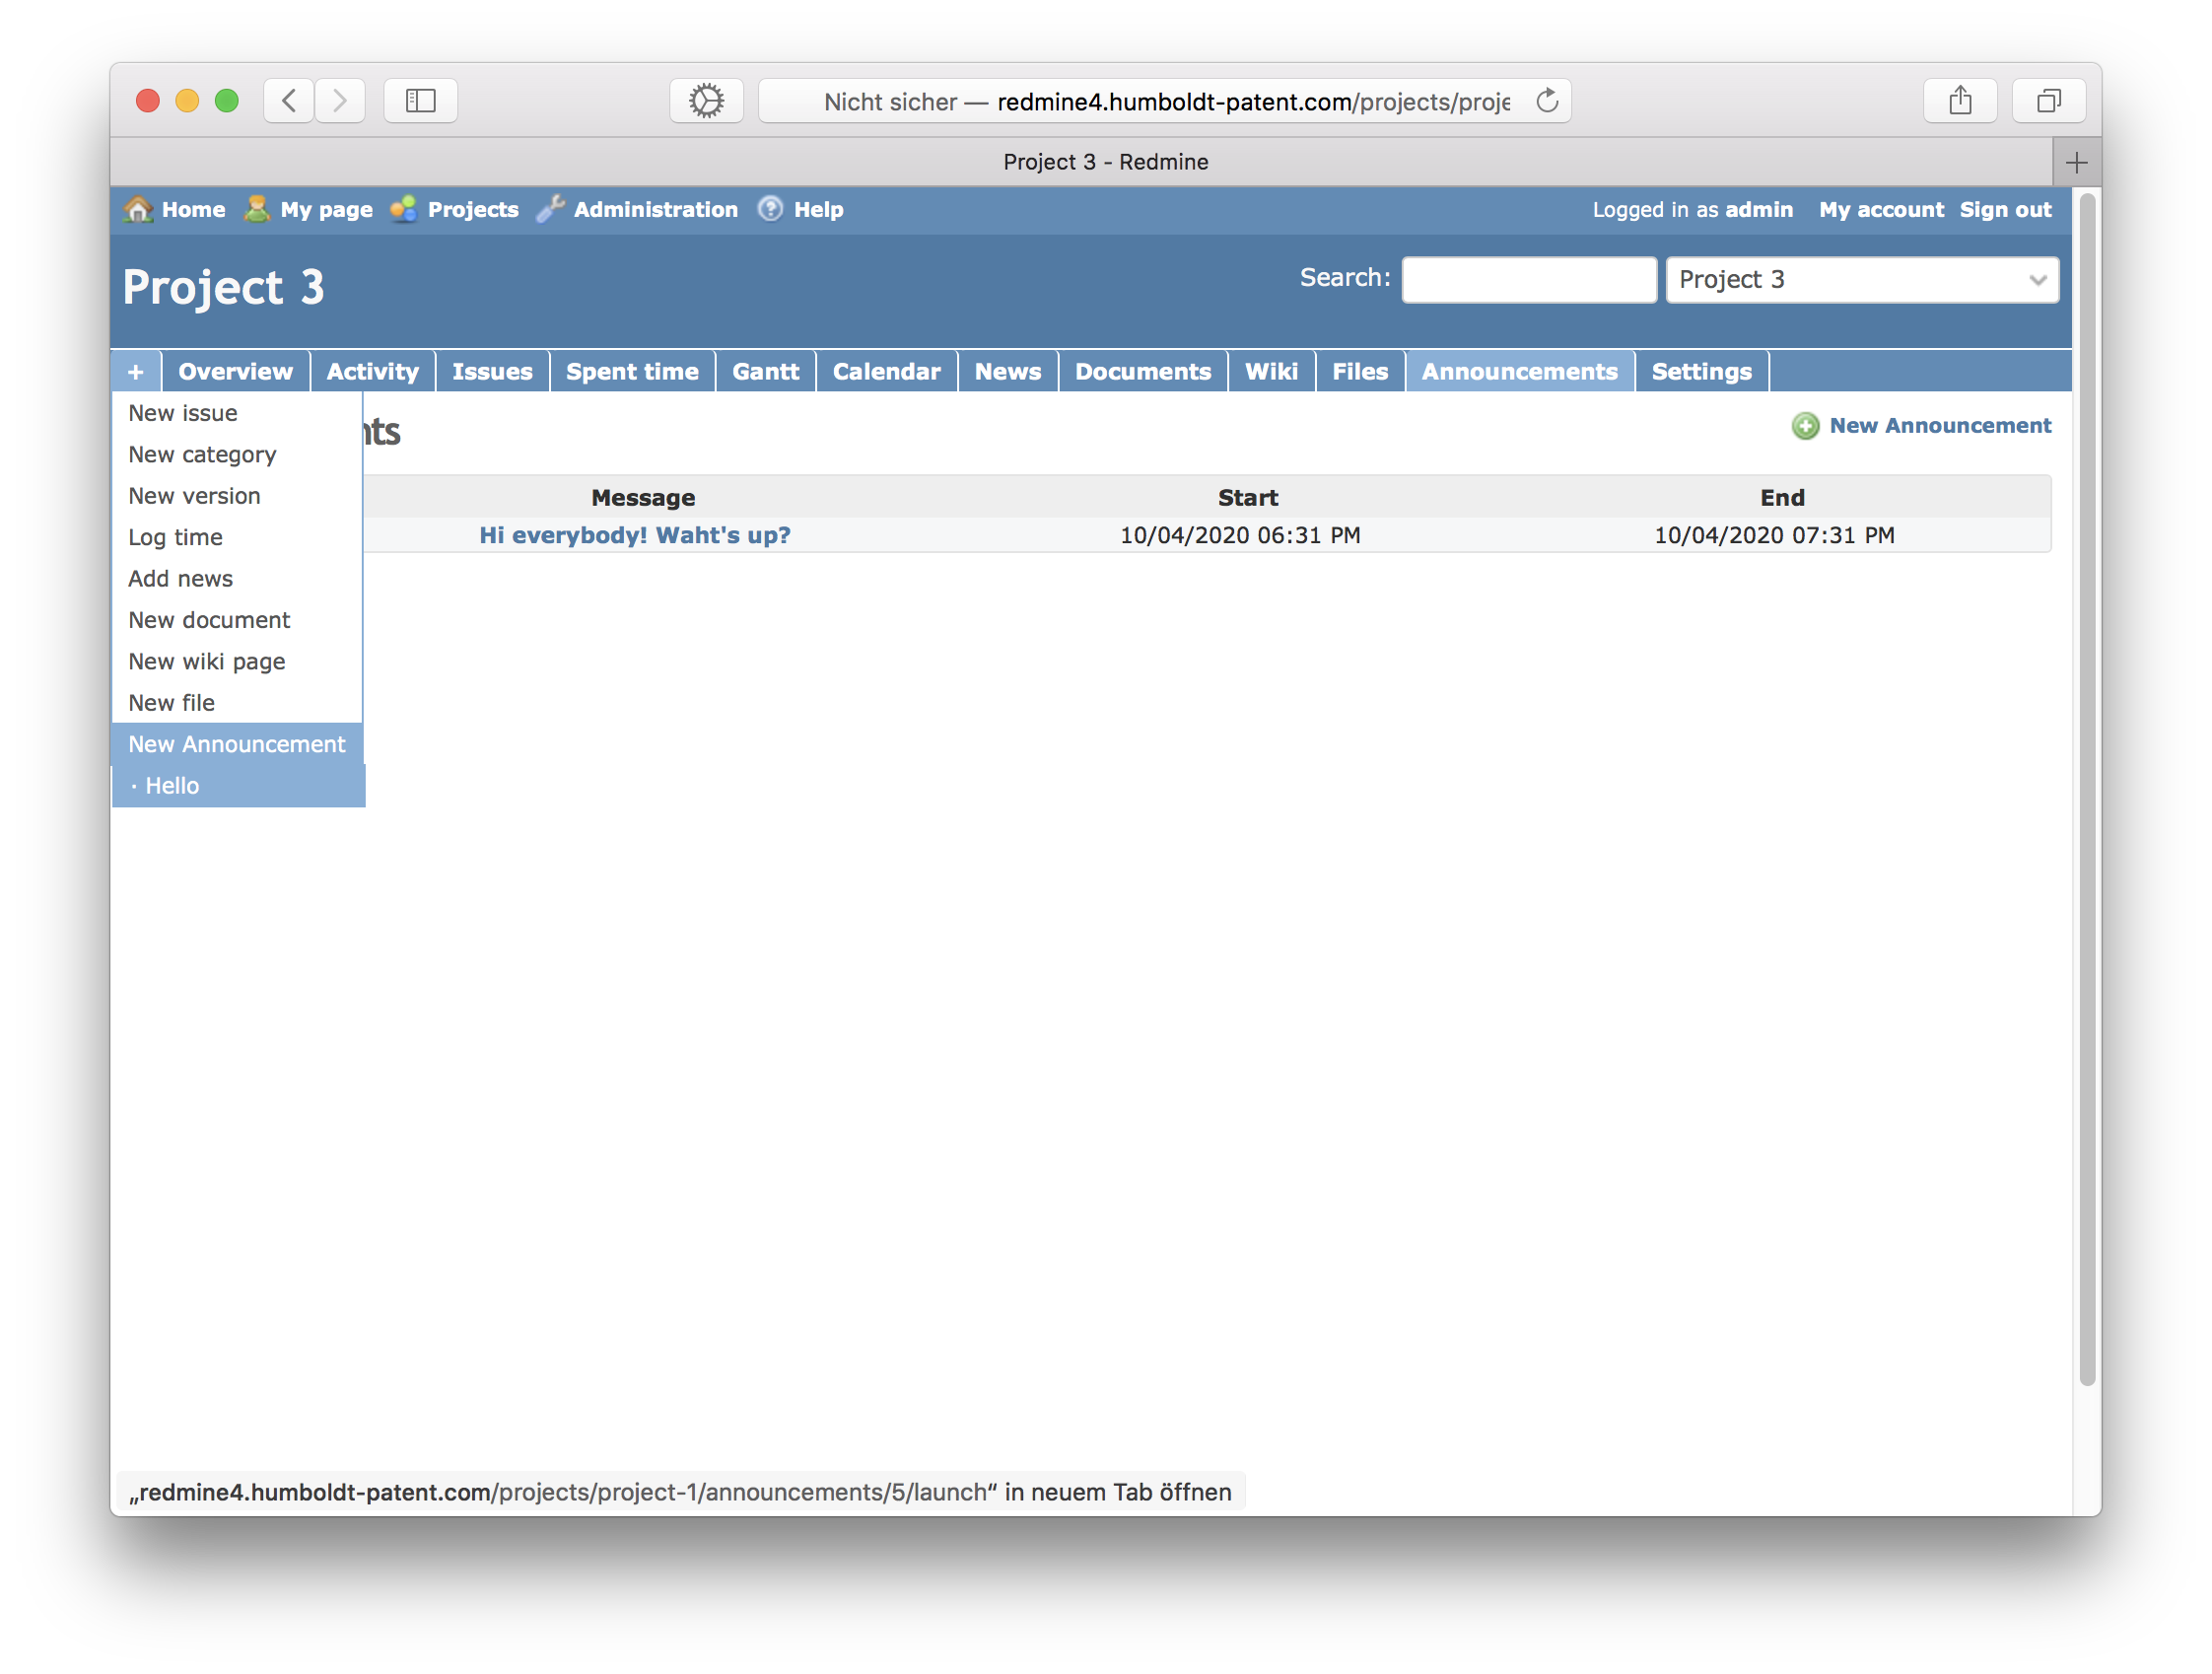 Nicht sicher — redmine4.humboldt-patent.com/projects/proje
Project 3 - Redmine
Home My page Projects Administration Help Logged in as admin My account Sign out
Project 3 Search: Project 3
+ Overview Activity Issues Spent time Gantt Calendar News Documents Wiki Files Announcements Settings
New issue
nts New Announcement
New category
New version
Message Start End
Log time
Hi everybody! Waht's up? 10/04/2020 06:31 PM 10/04/2020 07:31 PM
Add news
New document
New wiki page
New file
New Announcement
· Hello
„redmine4.humboldt-patent.com/projects/project-1/announcements/5/launch“ in neuem Tab öffnen